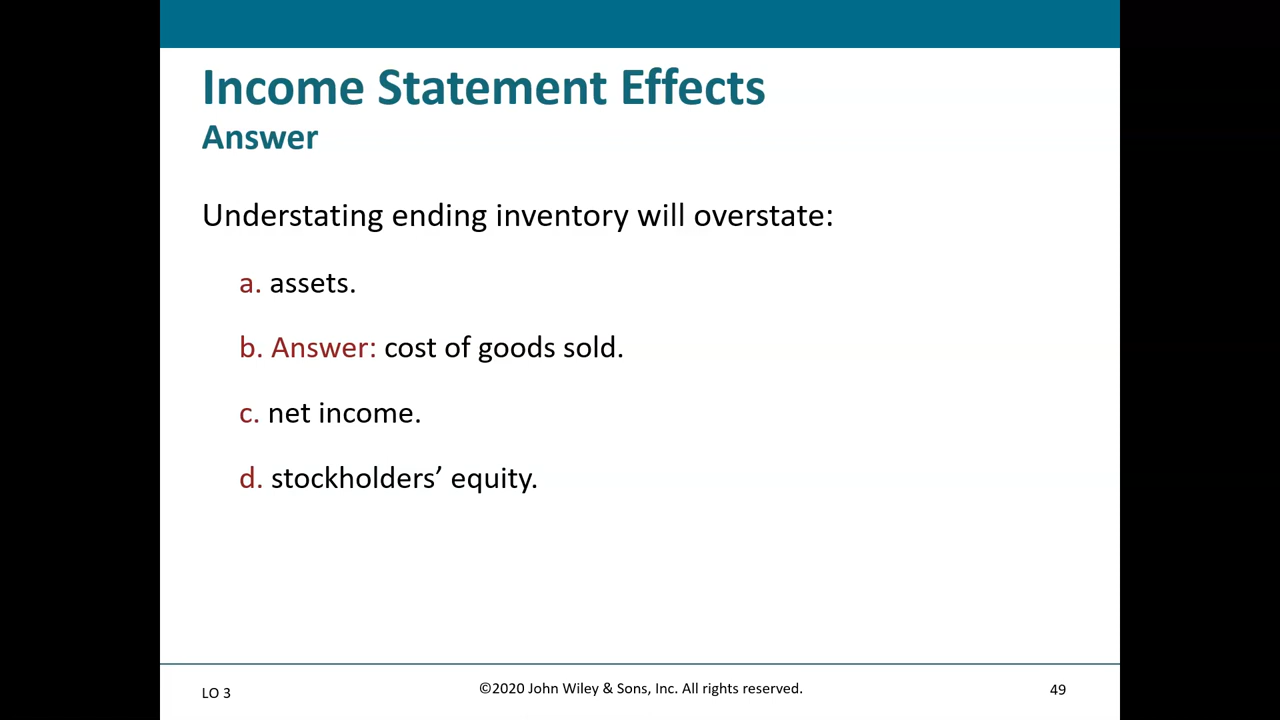 Income Statement Effects
Answer
Understating ending inventory will overstate:
a. assets.
b. Answer: cost of goods sold.
c. net income.
d. stockholders’ equity.
LO 3
©2020 John Wiley & Sons, Inc. All rights reserved.
49